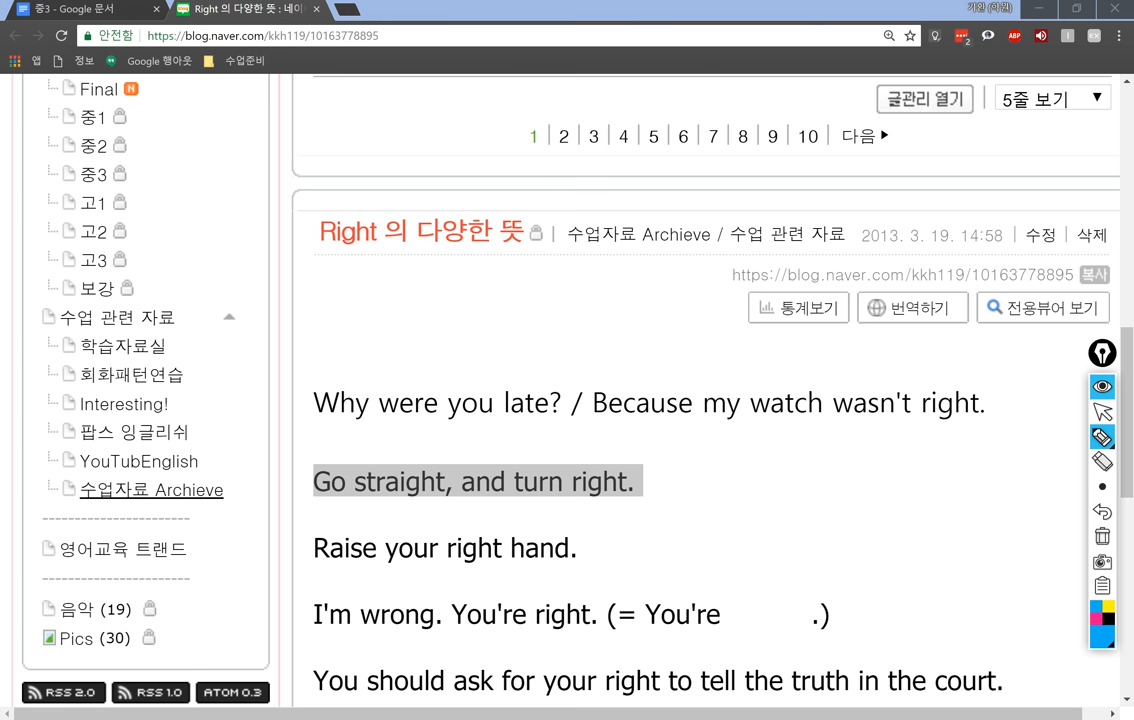 중3 - Google 문서
Right 의 다양한 뜻 : 네이
기완 (학원)
안전함
https://blog.naver.com/kkh119/10163778895
2
ABP
앱
정보
Google 행아웃
수업준비
Final N
중1
중2
중3
고1
고2
고3
보강
수업 관련 자료
학습자료실
회화패턴연습
Interesting!
팝스 잉글리쉬
YouTubEnglish
수업자료 Archieve
영어교육 트랜드
음악 (19)
Pics (30)
RSS 2.0
RSS 1.0
ATOM 0.3
글관리 열기
5줄 보기
1 2 3 4 5 6 7 8 9 10 다음
Right 의 다양한 뜻 | 수업자료 Archieve / 수업 관련 자료
2013. 3. 19. 14:58 | 수정 | 삭제
https://blog.naver.com/kkh119/10163778895 복사
통계보기
번역하기
전용뷰어 보기
Why were you late? / Because my watch wasn't right.
Go straight, and turn right.
Raise your right hand.
I'm wrong. You're right. (= You're .)
You should ask for your right to tell the truth in the court.